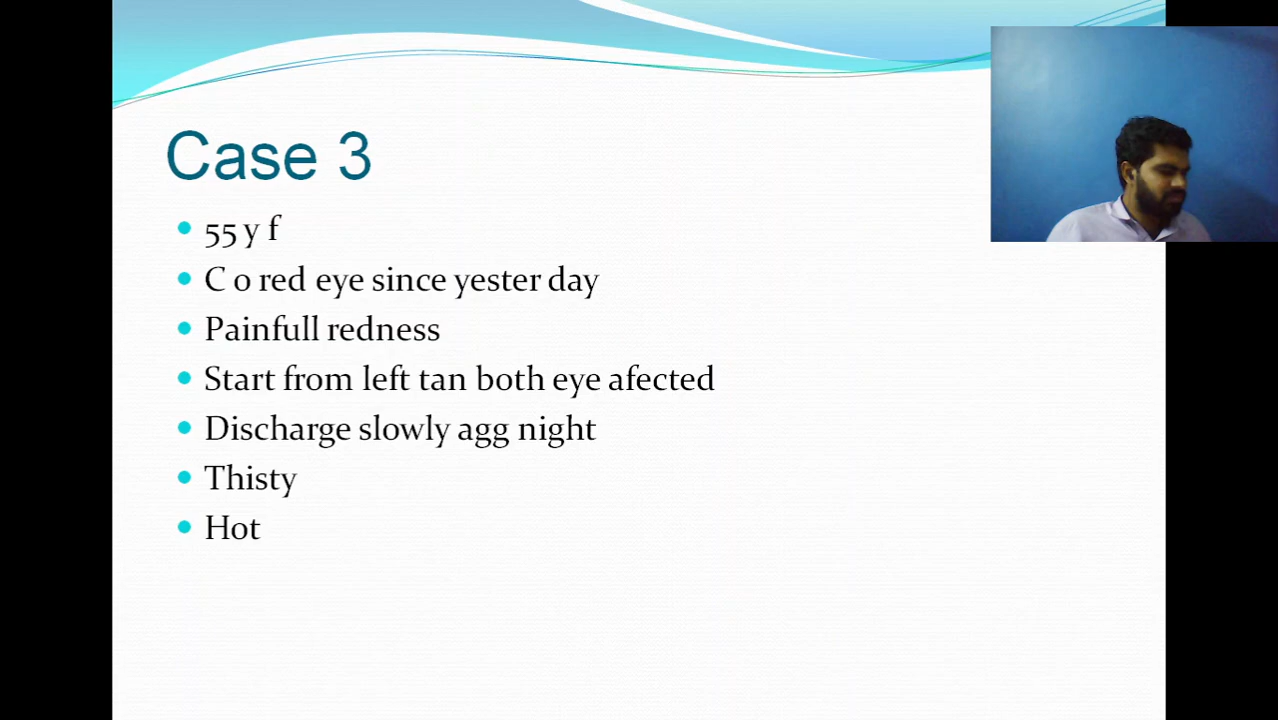 Case 3
55 y f
C o red eye since yester day
Painfull redness
Start from left tan both eye afected
Discharge slowly agg night
Thisty
Hot